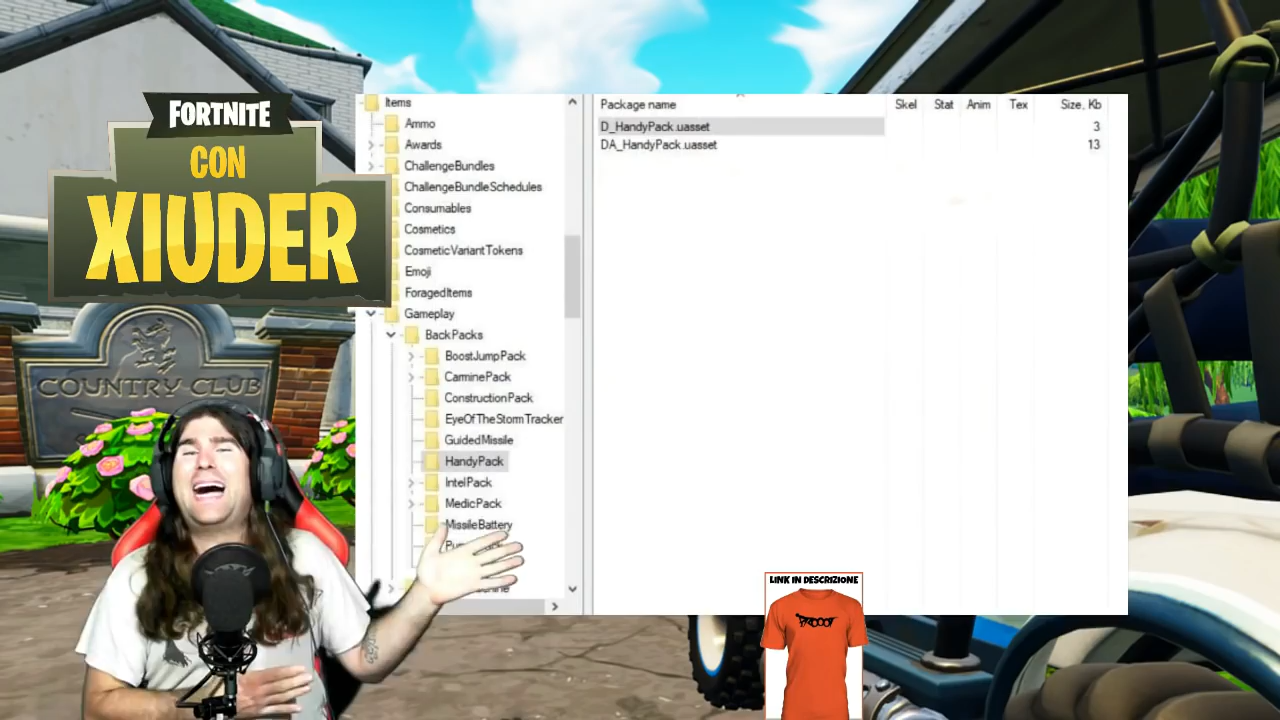 FORTNITE
CON
XIUDER
COUNTRY CLUB
Items
Ammo
Awards
ChallengeBundles
ChallengeBundleSchedules
Consumables
Cosmetics
CosmeticVariantTokens
Emoji
ForagedItems
Gameplay
BackPacks
BoostJumpPack
CarminePack
ConstructionPack
EyeOfTheStormTracker
GuidedMissile
HandyPack
IntelPack
MedicPack
MissileBattery
Package name Skel Stat Anim Tex Size, Kb
D_HandyPack.uasset 3
DA_HandyPack.uasset 13
LINK IN DESCRIZIONE